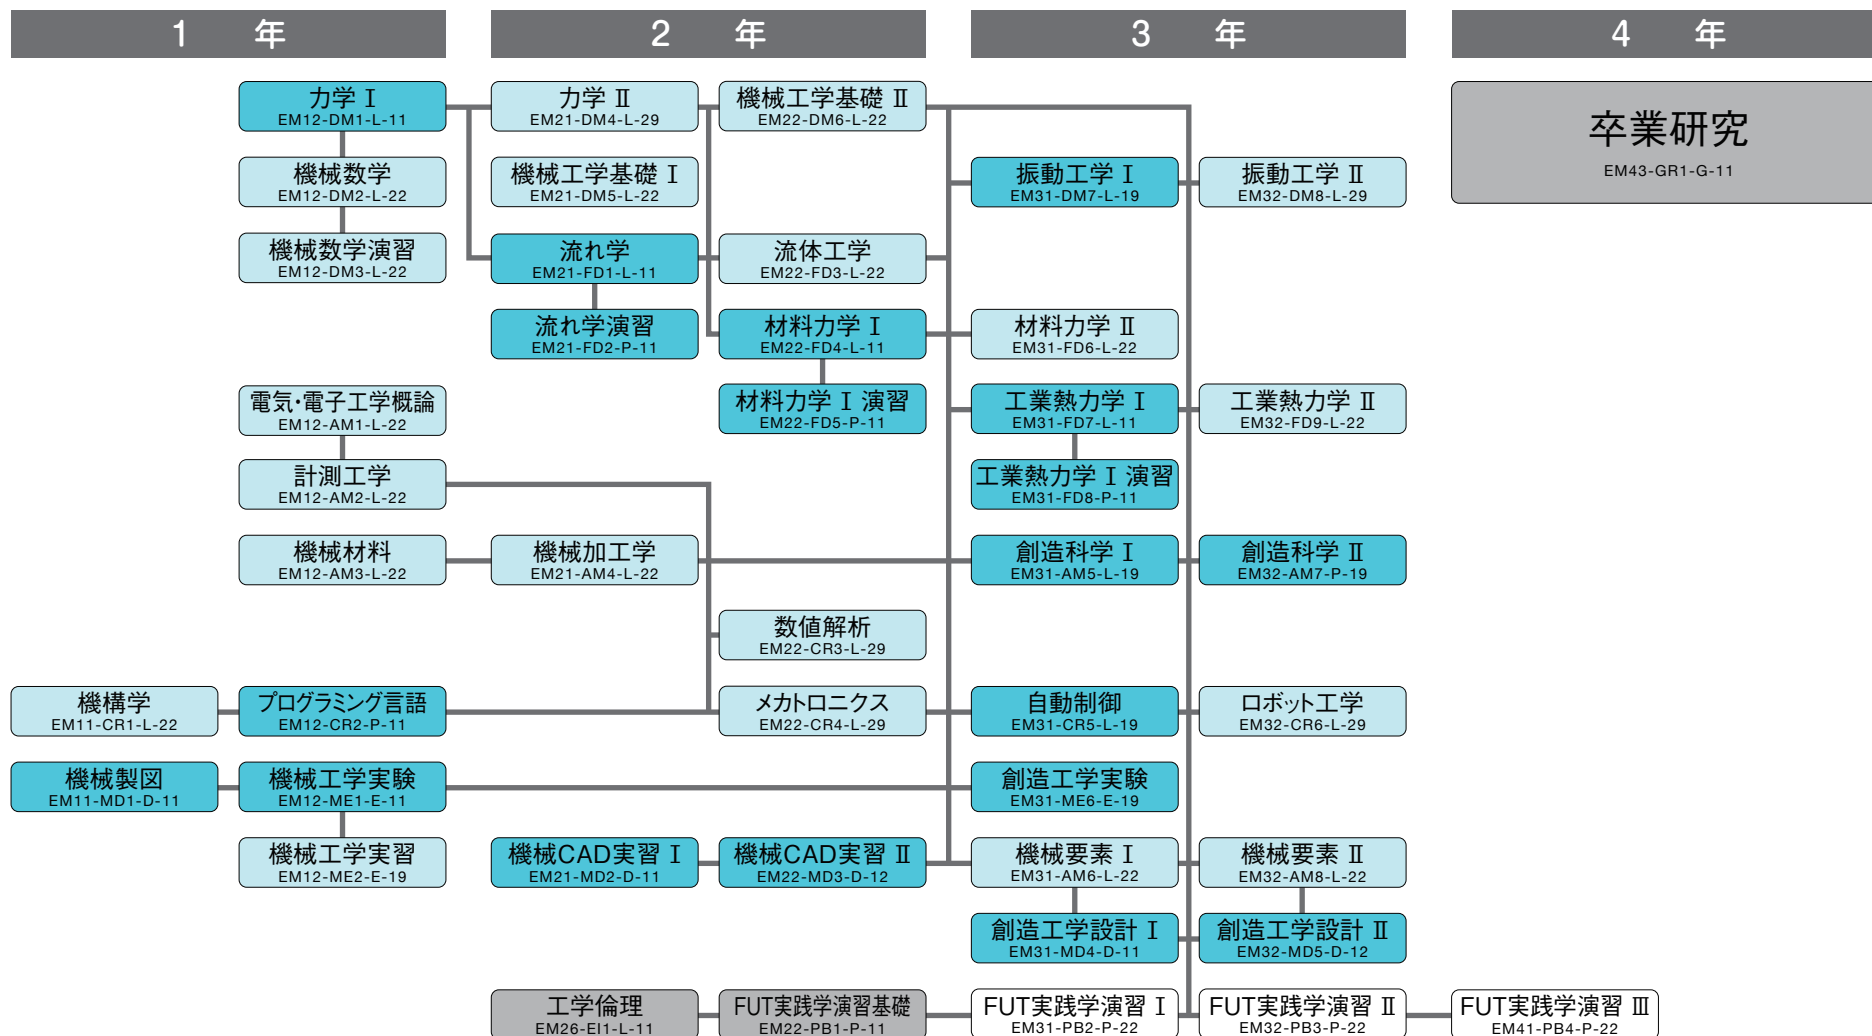 1 年
2 年
3 年
4 年
力学 Ⅰ
EM12-DM1-L-11
力学 Ⅱ
EM21-DM4-L-29
機械工学基礎 Ⅱ
EM22-DM6-L-22
卒業研究
EM43-GR1-G-11
機械数学
EM12-DM2-L-22
機械工学基礎 Ⅰ
EM21-DM5-L-22
振動工学 Ⅰ
EM31-DM7-L-19
振動工学 Ⅱ
EM32-DM8-L-29
機械数学演習
EM12-DM3-L-22
流れ学
EM21-FD1-L-11
流体工学
EM22-FD3-L-22
流れ学演習
EM21-FD2-P-11
材料力学 Ⅰ
EM22-FD4-L-11
材料力学 Ⅱ
EM31-FD6-L-22
電気・電子工学概論
EM12-AM1-L-22
材料力学 Ⅰ 演習
EM22-FD5-P-11
工業熱力学 Ⅰ
EM31-FD7-L-11
工業熱力学 Ⅱ
EM32-FD9-L-22
計測工学
EM12-AM2-L-22
工業熱力学 Ⅰ 演習
EM31-FD8-P-11
機械材料
EM12-AM3-L-22
機械加工学
EM21-AM4-L-22
創造科学 Ⅰ
EM31-AM5-L-19
創造科学 Ⅱ
EM32-AM7-P-19
数値解析
EM22-CR3-L-29
機構学
EM11-CR1-L-22
プログラミング言語
EM12-CR2-P-11
メカトロニクス
EM22-CR4-L-29
自動制御
EM31-CR5-L-19
ロボット工学
EM32-CR6-L-29
機械製図
EM11-MD1-D-11
機械工学実験
EM12-ME1-E-11
創造工学実験
EM31-ME6-E-19
機械工学実習
EM12-ME2-E-19
機械CAD実習 Ⅰ
EM21-MD2-D-11
機械CAD実習 Ⅱ
EM22-MD3-D-12
機械要素 Ⅰ
EM31-AM6-L-22
機械要素 Ⅱ
EM32-AM8-L-22
創造工学設計 Ⅰ
EM31-MD4-D-11
創造工学設計 Ⅱ
EM32-MD5-D-12
工学倫理
EM26-EI1-L-11
FUT実践学演習基礎
EM22-PB1-P-11
FUT実践学演習 Ⅰ
EM31-PB2-P-22
FUT実践学演習 Ⅱ
EM32-PB3-P-22
FUT実践学演習 Ⅲ
EM41-PB4-P-22